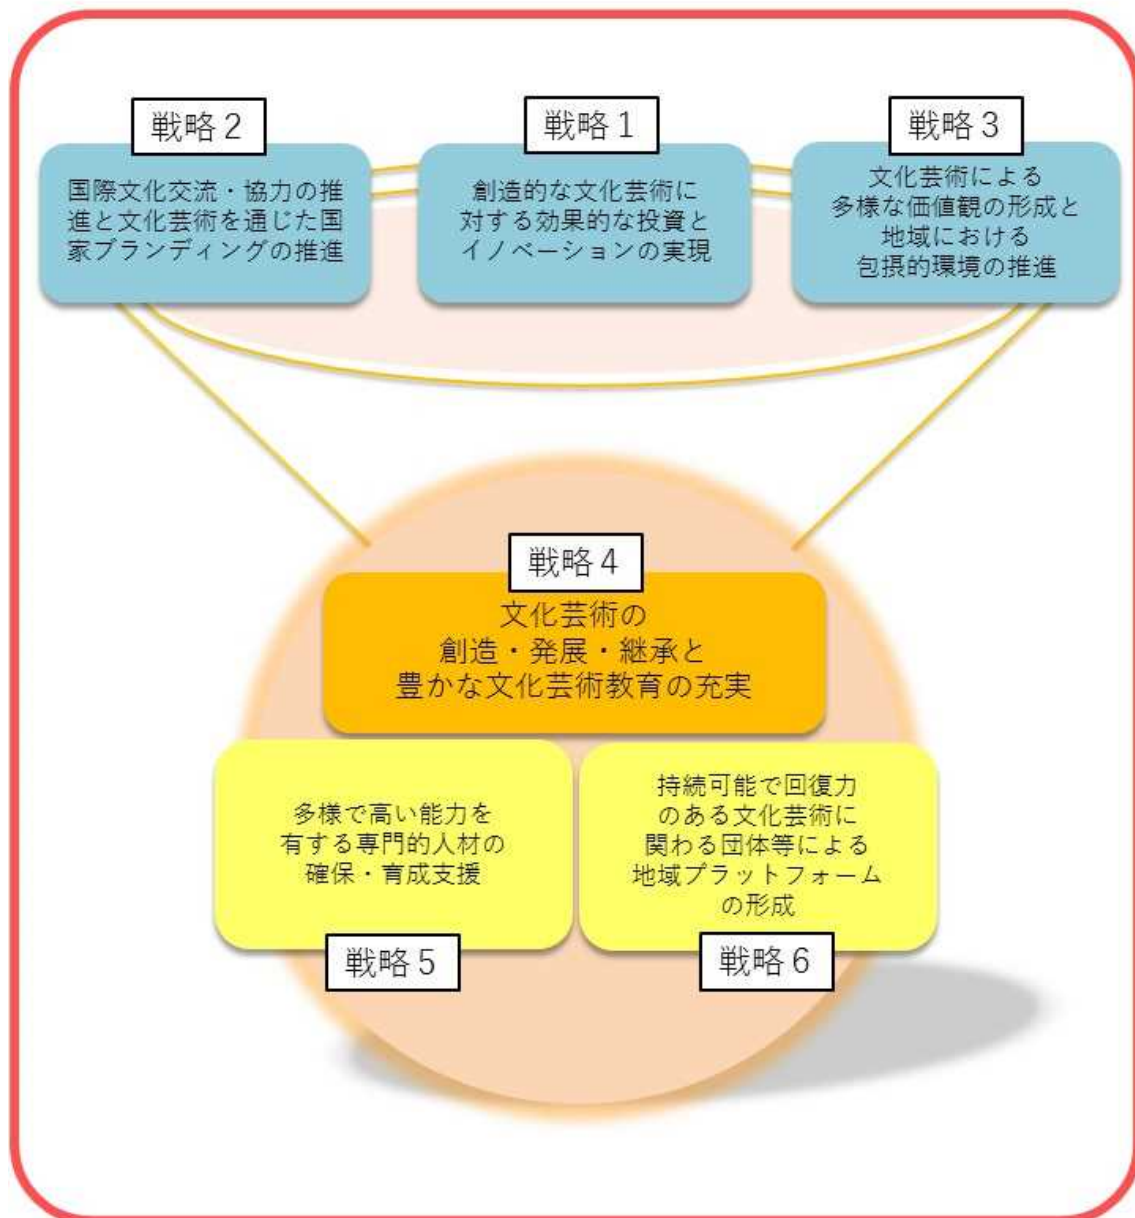 戦略２
国際文化交流・協力の推
進と文化芸術を通じた国
家ブランディングの推進
戦略１
創造的な文化芸術に
対する効果的な投資と
イノベーションの実現
戦略３
文化芸術による
多様な価値観の形成と
地域における
包摂的環境の推進
戦略４
文化芸術の
創造・発展・継承と
豊かな文化芸術教育の充実
多様で高い能力を
有する専門的人材の
確保・育成支援
戦略５
持続可能で回復力
のある文化芸術に
関わる団体等による
地域プラットフォーム
の形成
戦略６